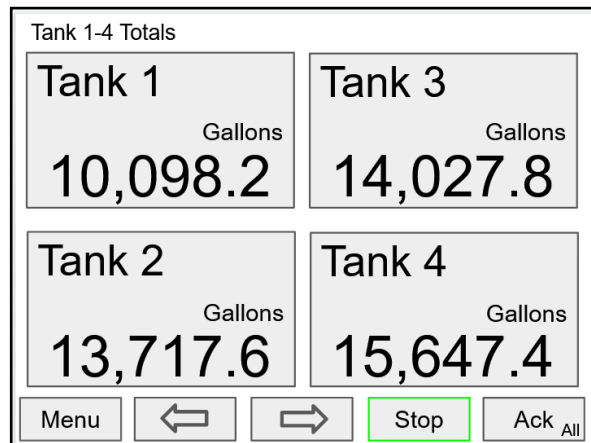 Tank 1-4 Totals
Tank 1
Gallons
10,098.2
Tank 3
Gallons
14,027.8
Tank 2
Gallons
13,717.6
Tank 4
Gallons
15,647.4
Menu
Stop
Ack All